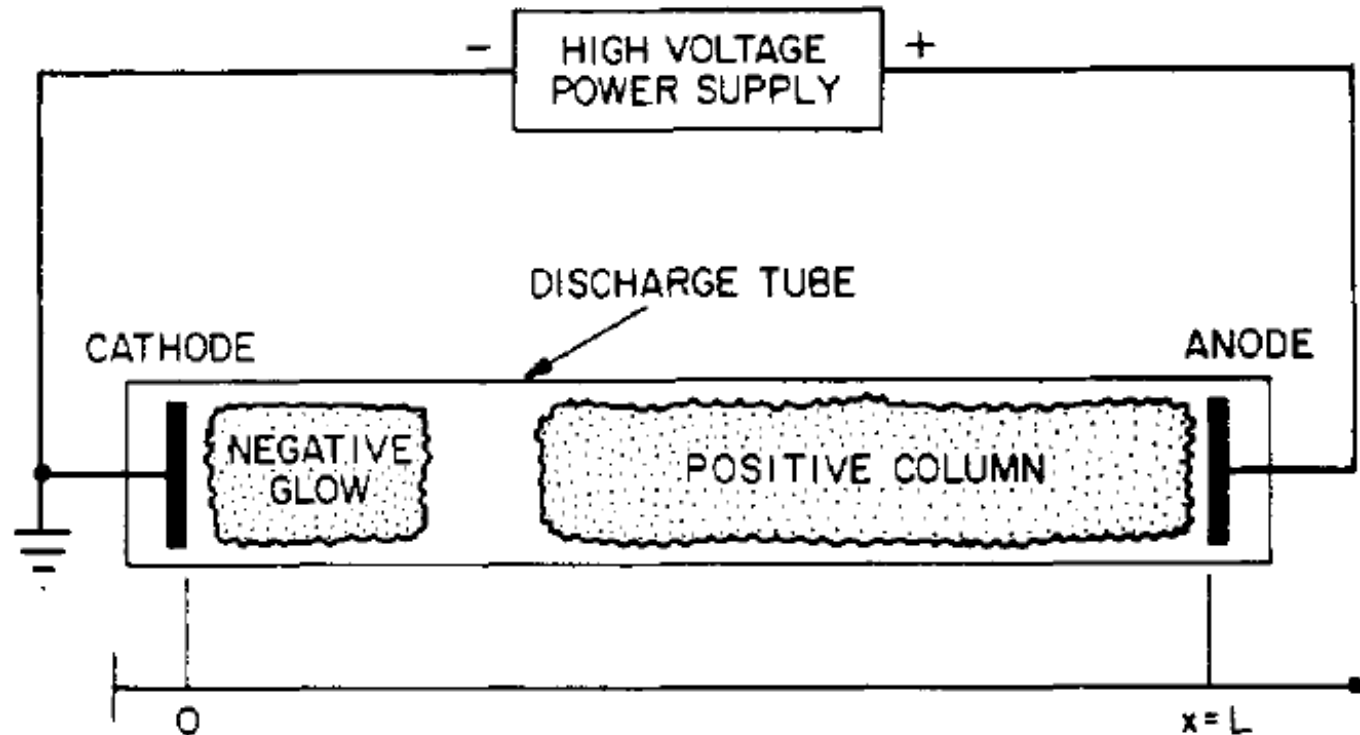 - HIGH VOLTAGE +
POWER SUPPLY
DISCHARGE TUBE
CATHODE
ANODE
NEGATIVE
GLOW
POSITIVE COLUMN
0
x = L